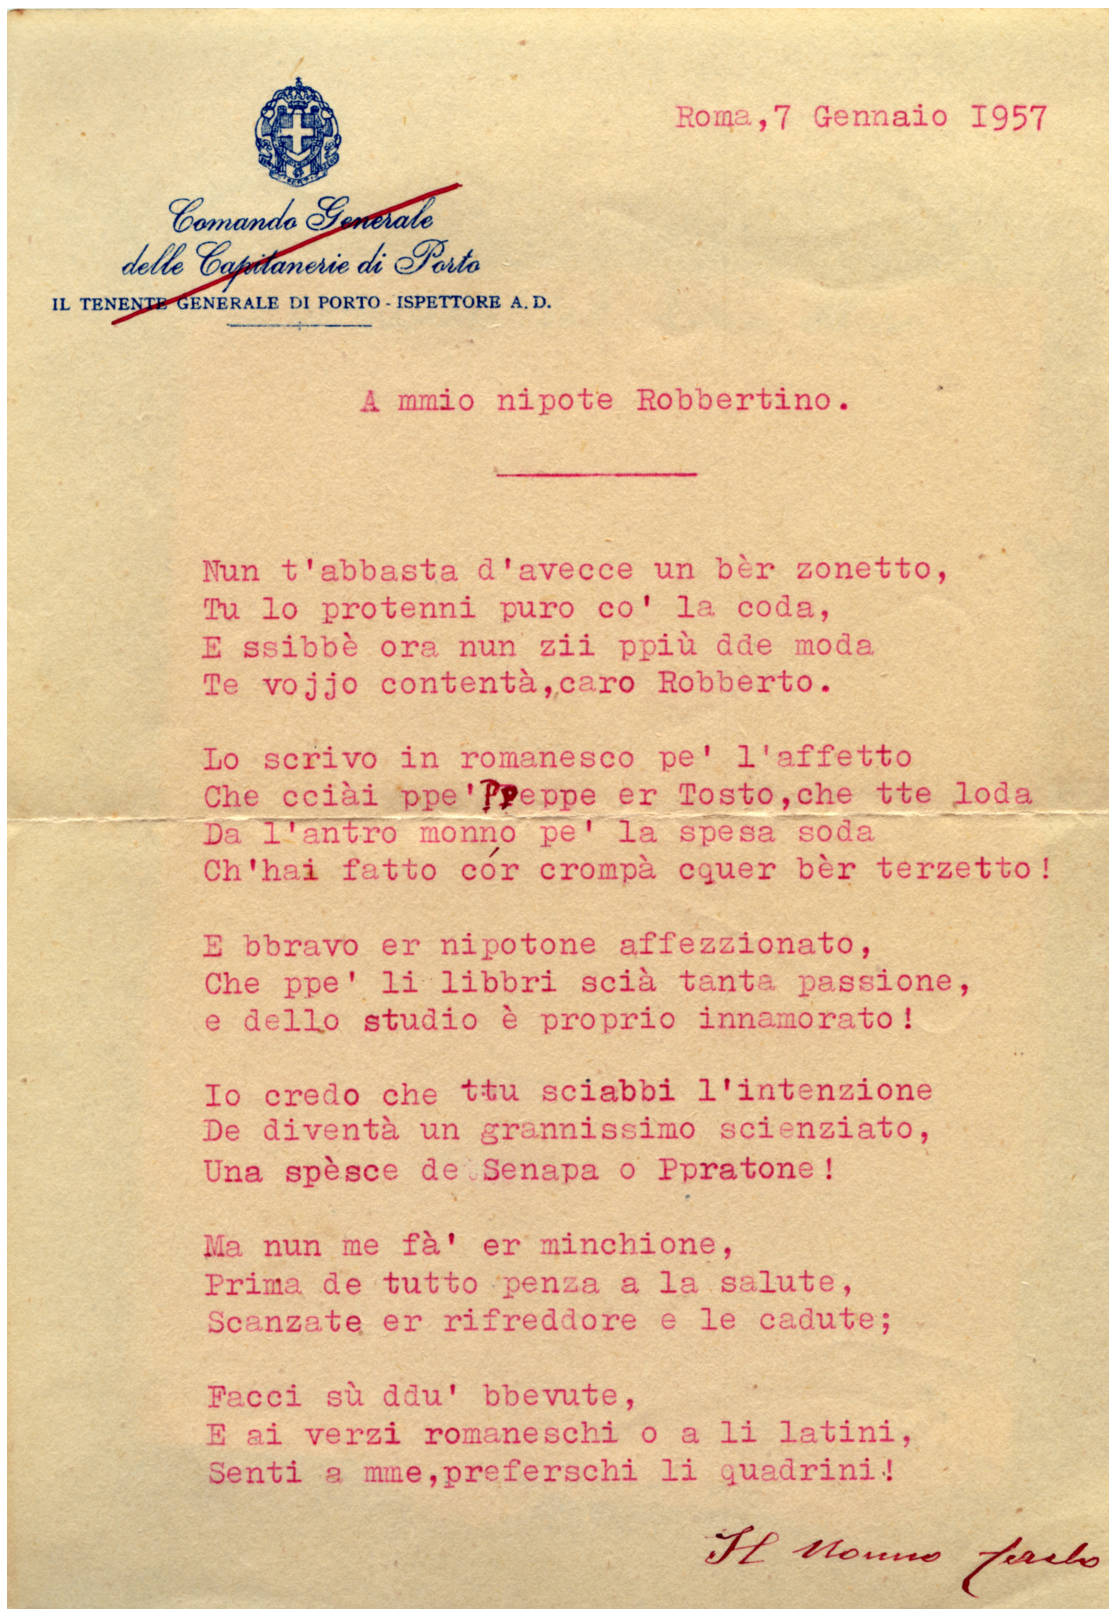 Roma,7 Gennaio I957
Comando Generale
delle Capitanerie di Porto
IL TENENTE GENERALE DI PORTO - ISPETTORE A. D.
A mmio nipote Robbertino.
Nun t'abbasta d'avecce un bèr zonetto,
Tu lo protenni puro co' la coda,
E ssibbè ora nun zii ppiù dde moda
Te vojjo contentà,caro Robberto.
Lo scrivo in romanesco pe' l'affetto
Che cciài ppe'PPeppe er Tosto,che tte loda
Da l'antro monno pe' la spesa soda
Ch'hai fatto cór crompà cquer bèr terzetto!
E bbravo er nipotone affezzionato,
Che ppe' li libbri scià tanta passione,
e dello studio è proprio innamorato!
Io credo che ttu sciabbi l'intenzione
De diventà un grannissimo scienziato,
Una spèsce de Senapa o Ppratone!
Ma nun me fà' er minchione,
Prima de tutto penza a la salute,
Scanzate er rifreddore e le cadute;
Facci sù ddu' bbevute,
E ai verzi romaneschi o a li latini,
Senti a mme,preferschi li quadrini!
Il Nonno